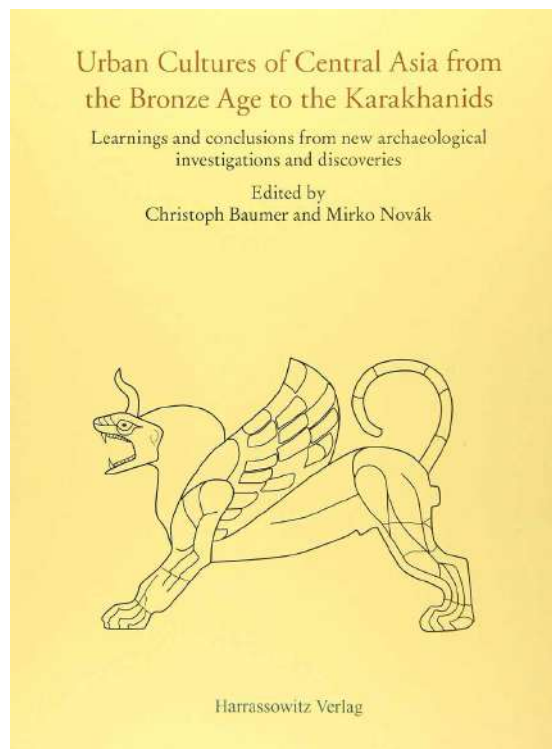 Urban Cultures of Central Asia from
the Bronze Age to the Karakhanids
Learnings and conclusions from new archaeological
investigations and discoveries
Edited by
Christoph Baumer and Mirko Novák
Harrassowitz Verlag